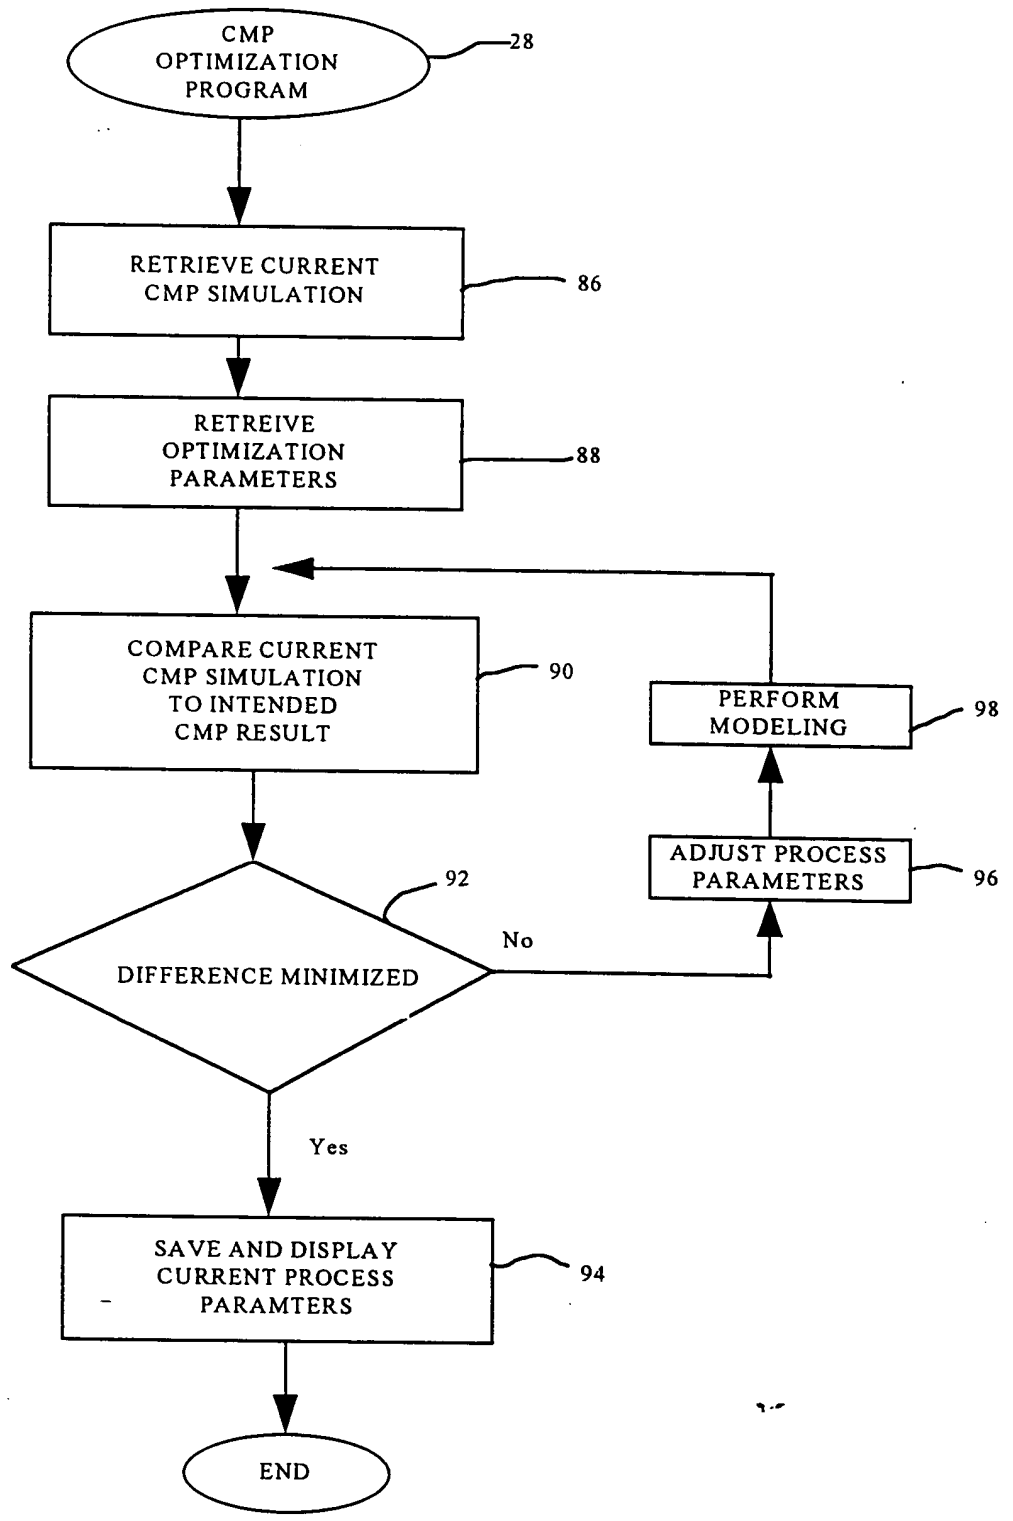 CMP
OPTIMIZATION
PROGRAM
28
RETRIEVE CURRENT
CMP SIMULATION
86
RETREIVE
OPTIMIZATION
PARAMETERS
88
COMPARE CURRENT
CMP SIMULATION
TO INTENDED
CMP RESULT
90
PERFORM
MODELING
98
ADJUST PROCESS
PARAMETERS
96
92
No
DIFFERENCE MINIMIZED
Yes
SAVE AND DISPLAY
CURRENT PROCESS
PARAMTERS
94
END